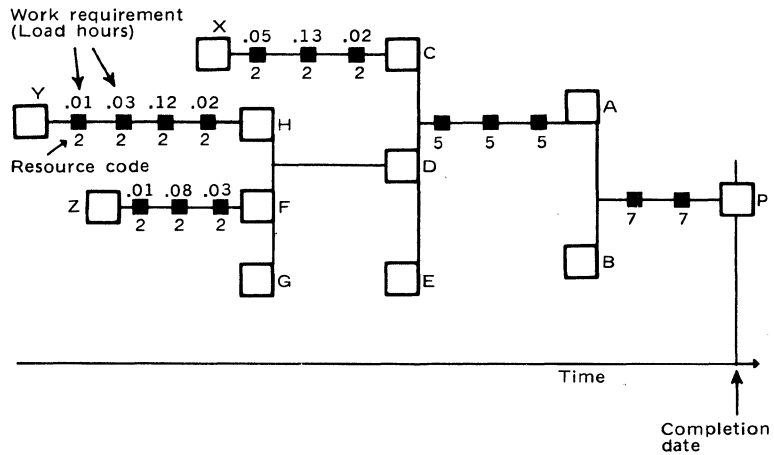 Work requirement
(Load hours)
X
.05 .13 .02
C
2 2 2
Y
.01 .03 .12 .02
H
2 2 2 2
Resource code
A
5 5 5
D
Z
.01 .08 .03
F
2 2 2
P
7 7
G
E
B
Time
Completion
date